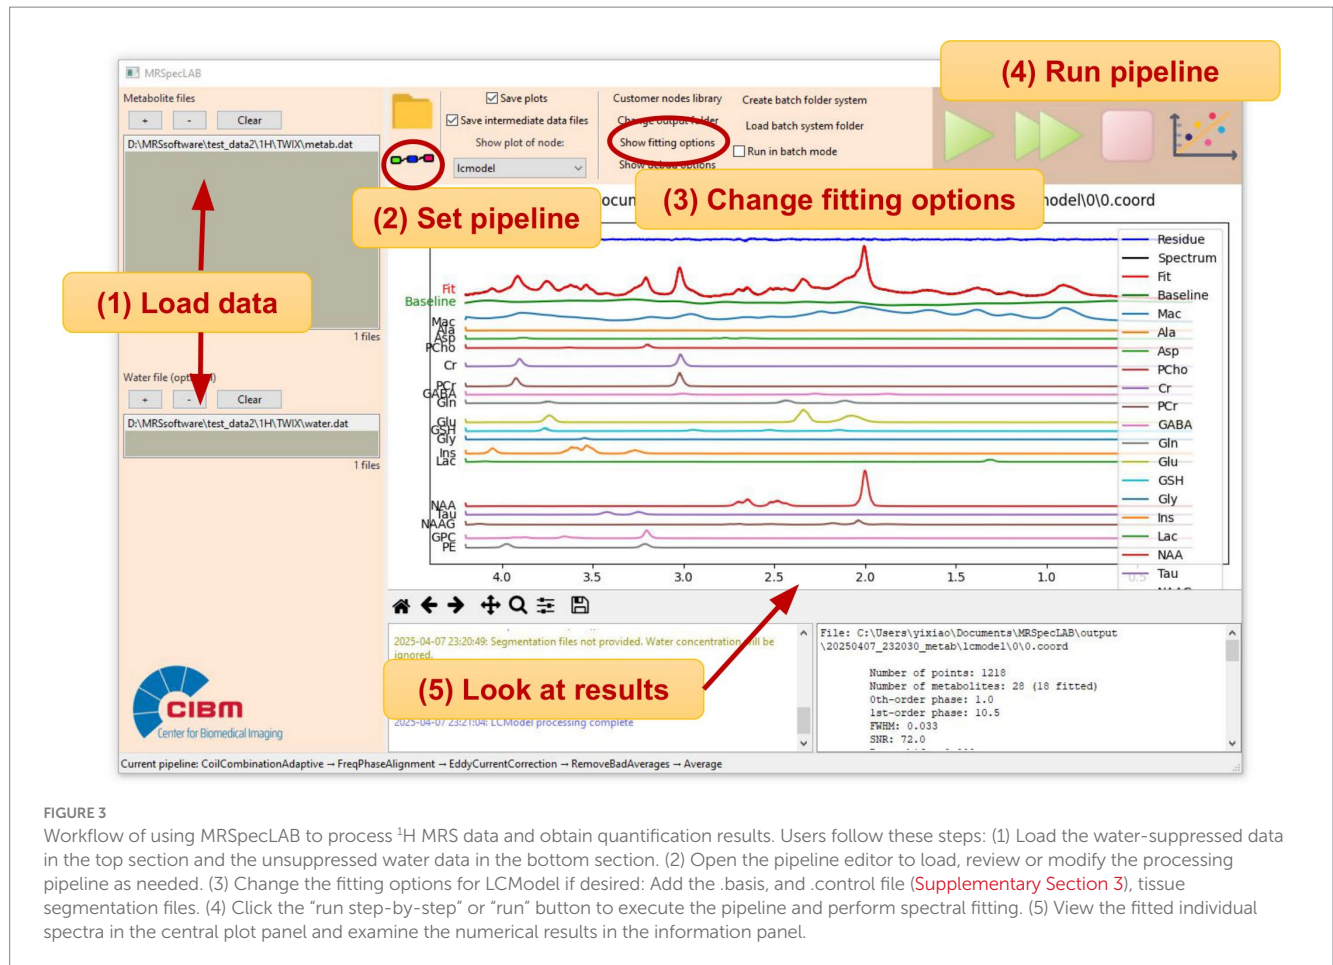 (4) Run pipeline
MRSpecLAB
Metabolite files
+ - Clear
D:\MRSsoftware\test_data2\1H\TWIX\metab.dat
1 files
Water file (optional)
+ - Clear
D:\MRSsoftware\test_data2\1H\TWIX\water.dat
1 files
(1) Load data
Save plots
Save intermediate data files
Show plot of node:
lcmodel
Customer nodes library
Change output folder
Show fitting options
Show debug options
Create batch folder system
Load batch system folder
Run in batch mode
(2) Set pipeline
(3) Change fitting options
ocum
model\0\0.coord
Fit
Baseline
Mac
Ala
Asp
PCho
Cr
PCr
GABA
Gln
Glu
GSH
Gly
Ins
Lac
NAA
Tau
NAAG
GPC
PE
Residue
Spectrum
Fit
Baseline
Mac
Ala
Asp
PCho
Cr
PCr
GABA
Gln
Glu
GSH
Gly
Ins
Lac
NAA
Tau
NAAG
4.0 3.5 3.0 2.5 2.0 1.5 1.0 0.5
2025-04-07 23:20:49: Segmentation files not provided. Water concentration will be
ignored.
(5) Look at results
2025-04-07 23:21:04: LCModel processing complete
File: C:\Users\yixiao\Documents\MRSpecLAB\output
\20250407_232030_metab\lcmodel\0\0.coord
Number of points: 1218
Number of metabolites: 28 (18 fitted)
0th-order phase: 1.0
1st-order phase: 10.5
FWHM: 0.033
SNR: 72.0
CIBM
Center for Biomedical Imaging
Current pipeline: CoilCombinationAdaptive → FreqPhaseAlignment → EddyCurrentCorrection → RemoveBadAverages → Average
FIGURE 3
Workflow of using MRSpecLAB to process ¹H MRS data and obtain quantification results. Users follow these steps: (1) Load the water-suppressed data
in the top section and the unsuppressed water data in the bottom section. (2) Open the pipeline editor to load, review or modify the processing
pipeline as needed. (3) Change the fitting options for LCModel if desired: Add the .basis, and .control file (Supplementary Section 3), tissue
segmentation files. (4) Click the “run step-by-step” or “run” button to execute the pipeline and perform spectral fitting. (5) View the fitted individual
spectra in the central plot panel and examine the numerical results in the information panel.